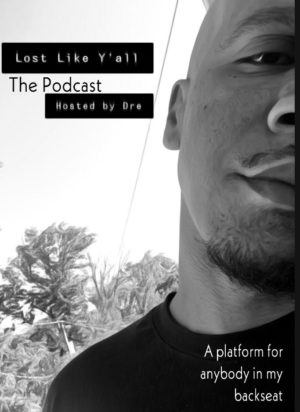 Lost Like Y'all
The Podcast
Hosted by Dre
A platform for
anybody in my
backseat